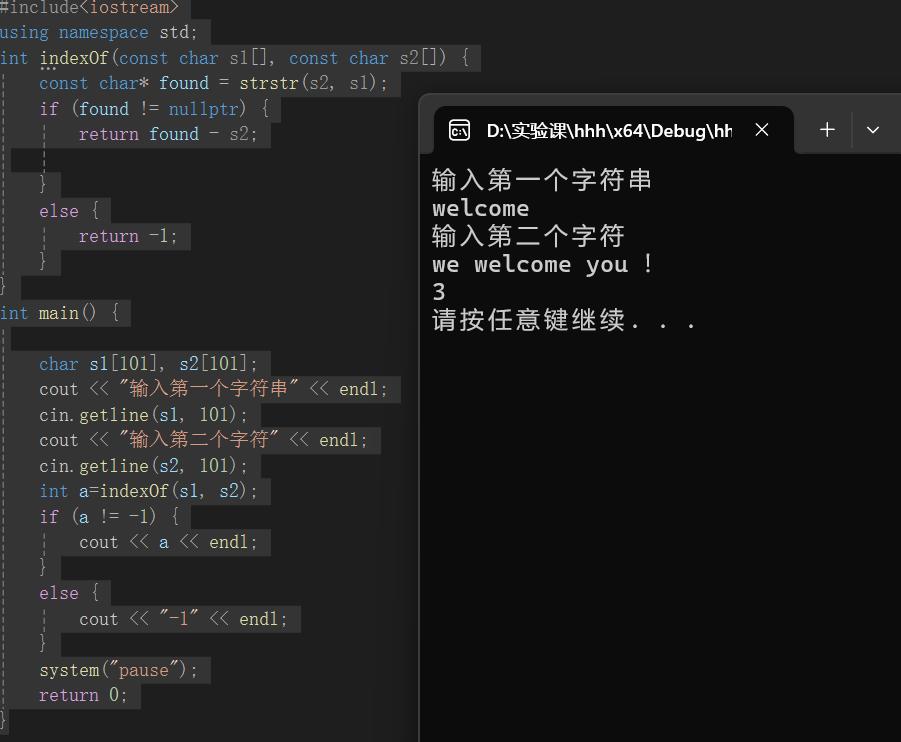 #include<iostream>
using namespace std;
int indexOf(const char s1[], const char s2[]) {
const char* found = strstr(s2, s1);
if (found != nullptr) {
return found - s2;
}
else {
return -1;
}
}
int main() {
char s1[101], s2[101];
cout << "输入第一个字符串" << endl;
cin.getline(s1, 101);
cout << "输入第二个字符" << endl;
cin.getline(s2, 101);
int a=indexOf(s1, s2);
if (a != -1) {
cout << a << endl;
}
else {
cout << "-1" << endl;
}
system("pause");
return 0;
}
D:\实验课\hhh\x64\Debug\hh
输入第一个字符串
welcome
输入第二个字符
we welcome you !
3
请按任意键继续. . .